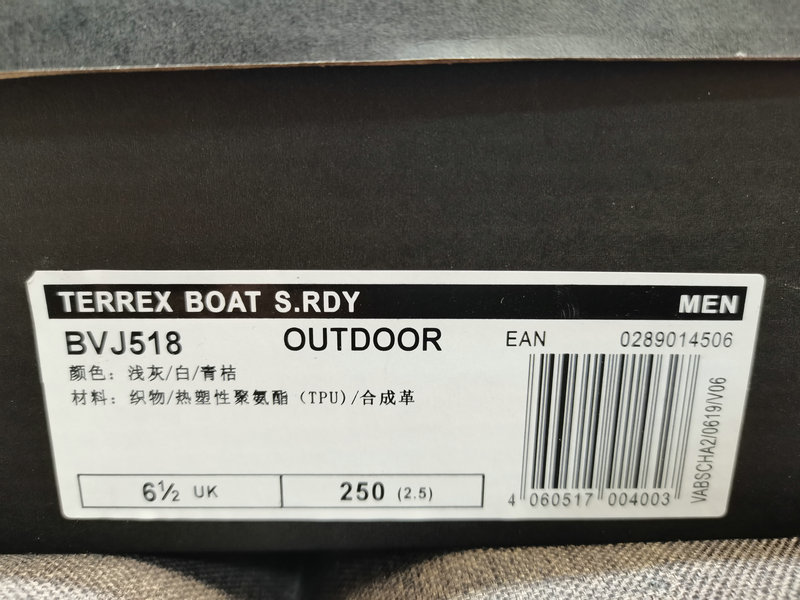 TERREX BOAT S.RDY MEN
BVJ518 OUTDOOR EAN 0289014506
颜色：浅灰/白/青桔
材料：织物/热塑性聚氨酯（TPU)/合成革
6½ UK 250 (2.5)
4 060517 004003
VABSCHA2/0619/V06